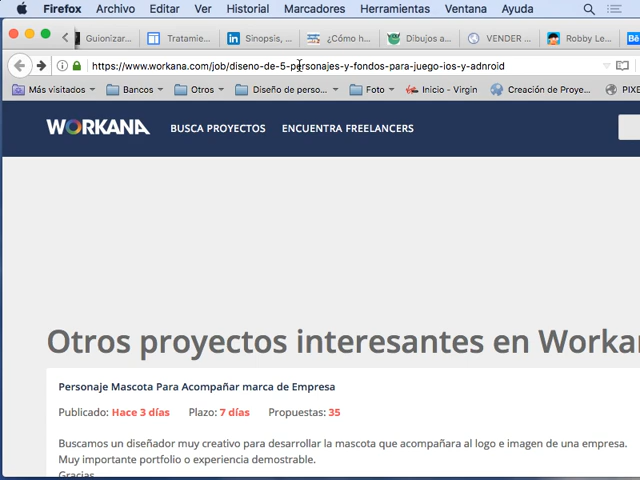 Firefox Archivo Editar Ver Historial Marcadores Herramientas Ventana Ayuda
Guionizar... Tratamie... Sinopsis, ... ¿Cómo h... Dibujos a... VENDER ... Robby Le... Bé
https://www.workana.com/job/diseno-de-5-personajes-y-fondos-para-juego-ios-y-adnroid
Más visitados Bancos Otros Diseño de perso... Foto Inicio - Virgin Creación de Proye... PIXE
WORKANA BUSCA PROYECTOS ENCUENTRA FREELANCERS
Otros proyectos interesantes en Workan
Personaje Mascota Para Acompañar marca de Empresa
Publicado: Hace 3 días Plazo: 7 días Propuestas: 35
Buscamos un diseñador muy creativo para desarrollar la mascota que acompañara al logo e imagen de una empresa.
Muy importante portfolio o experiencia demostrable.
Gracias